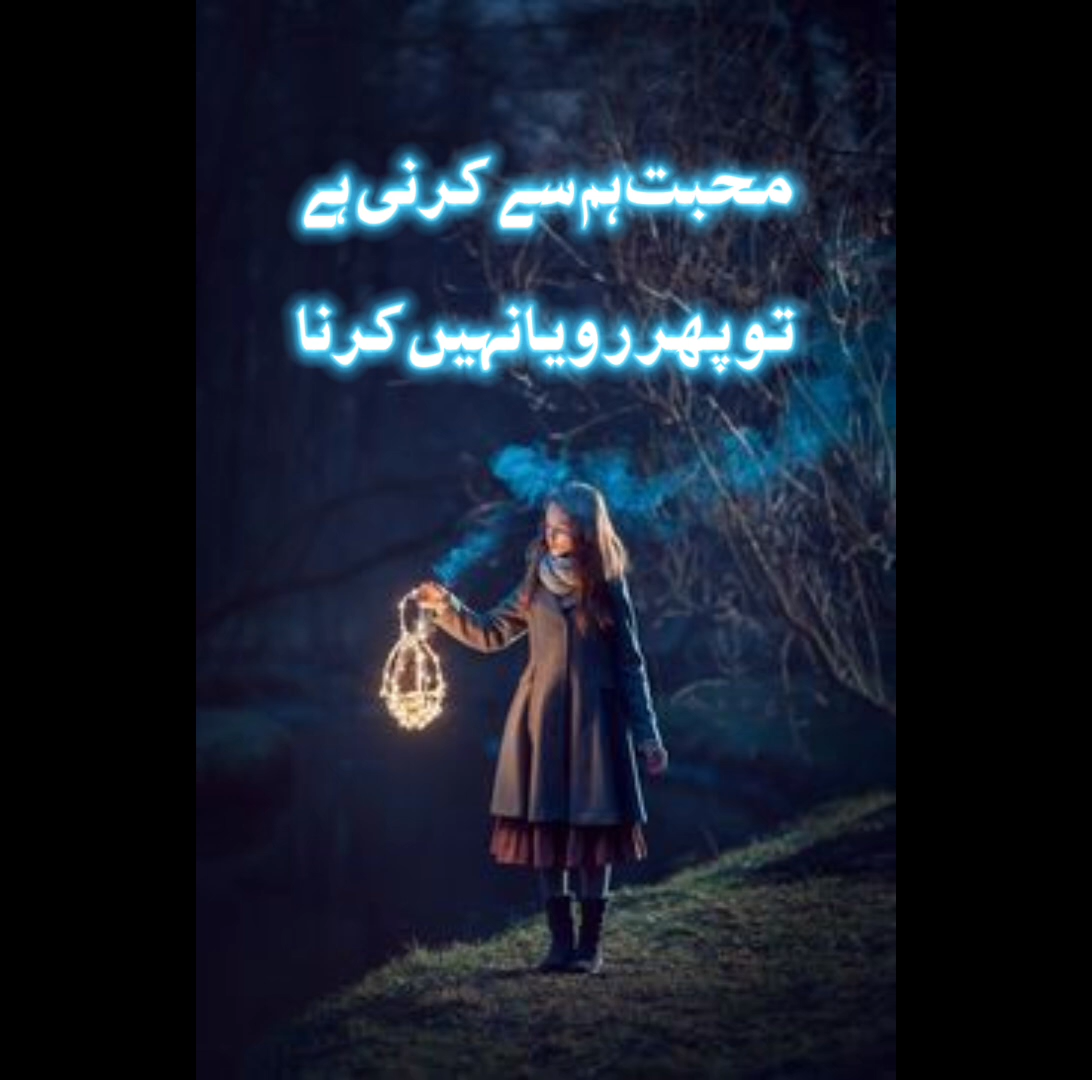 محبت ہم سے کرنی ہے
تو پھر رویا نہیں کرنا